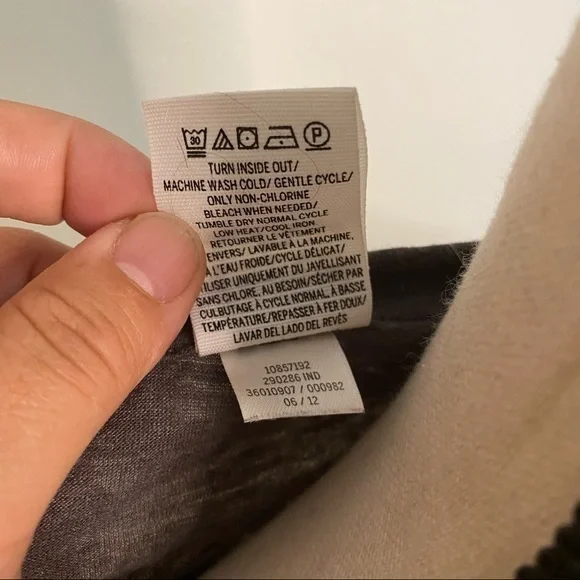 30 P
TURN INSIDE OUT/
MACHINE WASH COLD/ GENTLE CYCLE/
ONLY NON-CHLORINE
BLEACH WHEN NEEDED/
TUMBLE DRY NORMAL CYCLE
LOW HEAT/COOL IRON
RETOURNER LE VÊTEMENT
ENVERS/ LAVABLE À LA MACHINE,
À L'EAU FROIDE/CYCLE DÉLICAT/
UTILISER UNIQUEMENT DU JAVELLISANT
SANS CHLORE, AU BESOIN/SÉCHER PAR
CULBUTAGE À CYCLE NORMAL, À BASSE
TEMPÉRATURE/REPASSER À FER DOUX/
LAVAR DEL LADO DEL REVÉS
10857192
290286 IND
36010907 / 000982
06 / 12